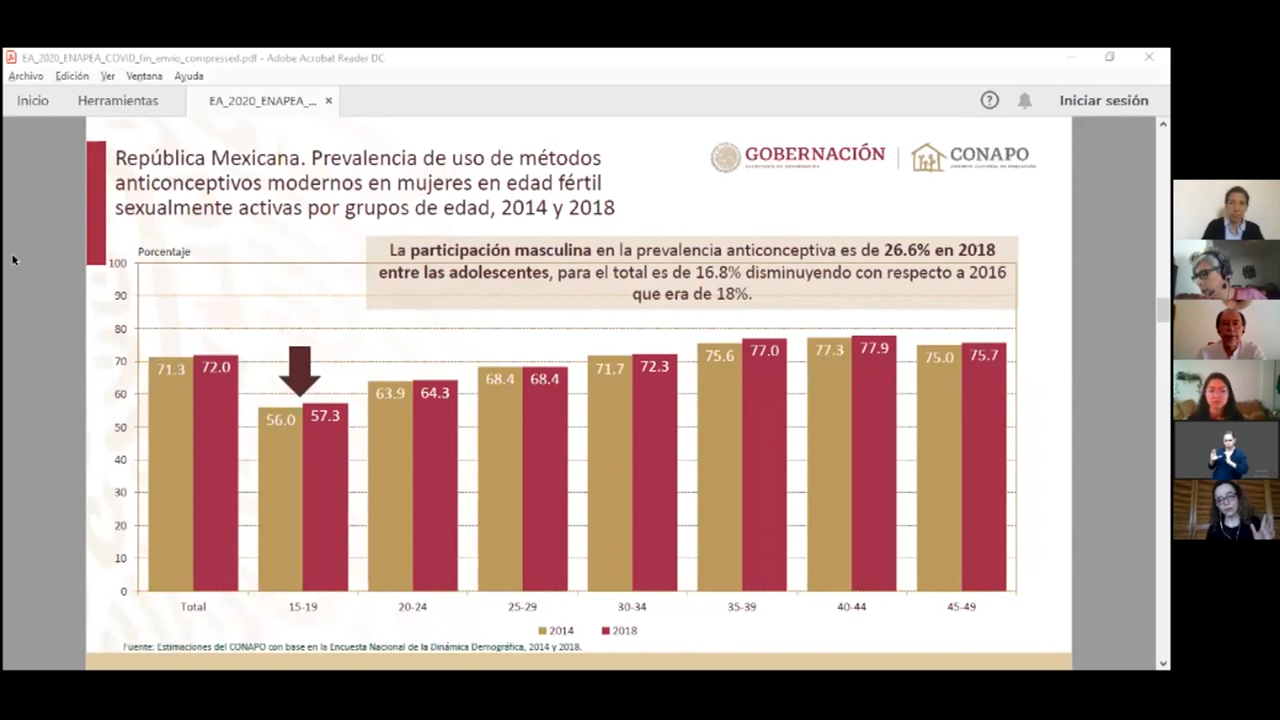 EA_2020_ENAPEA_COVID_fin_envio_compressed.pdf - Adobe Acrobat Reader DC
Archivo Edición Ver Ventana Ayuda
Inicio Herramientas EA_2020_ENAPEA_... × ? Iniciar sesión
República Mexicana. Prevalencia de uso de métodos
anticonceptivos modernos en mujeres en edad fértil
sexualmente activas por grupos de edad, 2014 y 2018
GOBERNACIÓN
SECRETARÍA DE GOBERNACIÓN
CONAPO
CONSEJO NACIONAL DE POBLACIÓN
La participación masculina en la prevalencia anticonceptiva es de 26.6% en 2018
entre las adolescentes, para el total es de 16.8% disminuyendo con respecto a 2016
que era de 18%.
Porcentaje
100
90
80
70
60
50
40
30
20
10
0
71.3 72.0
56.0 57.3
63.9 64.3
68.4 68.4
71.7 72.3
75.6 77.0
77.3 77.9
75.0 75.7
Total 15-19 20-24 25-29 30-34 35-39 40-44 45-49
2014 2018
Fuente: Estimaciones del CONAPO con base en la Encuesta Nacional de la Dinámica Demográfica, 2014 y 2018.